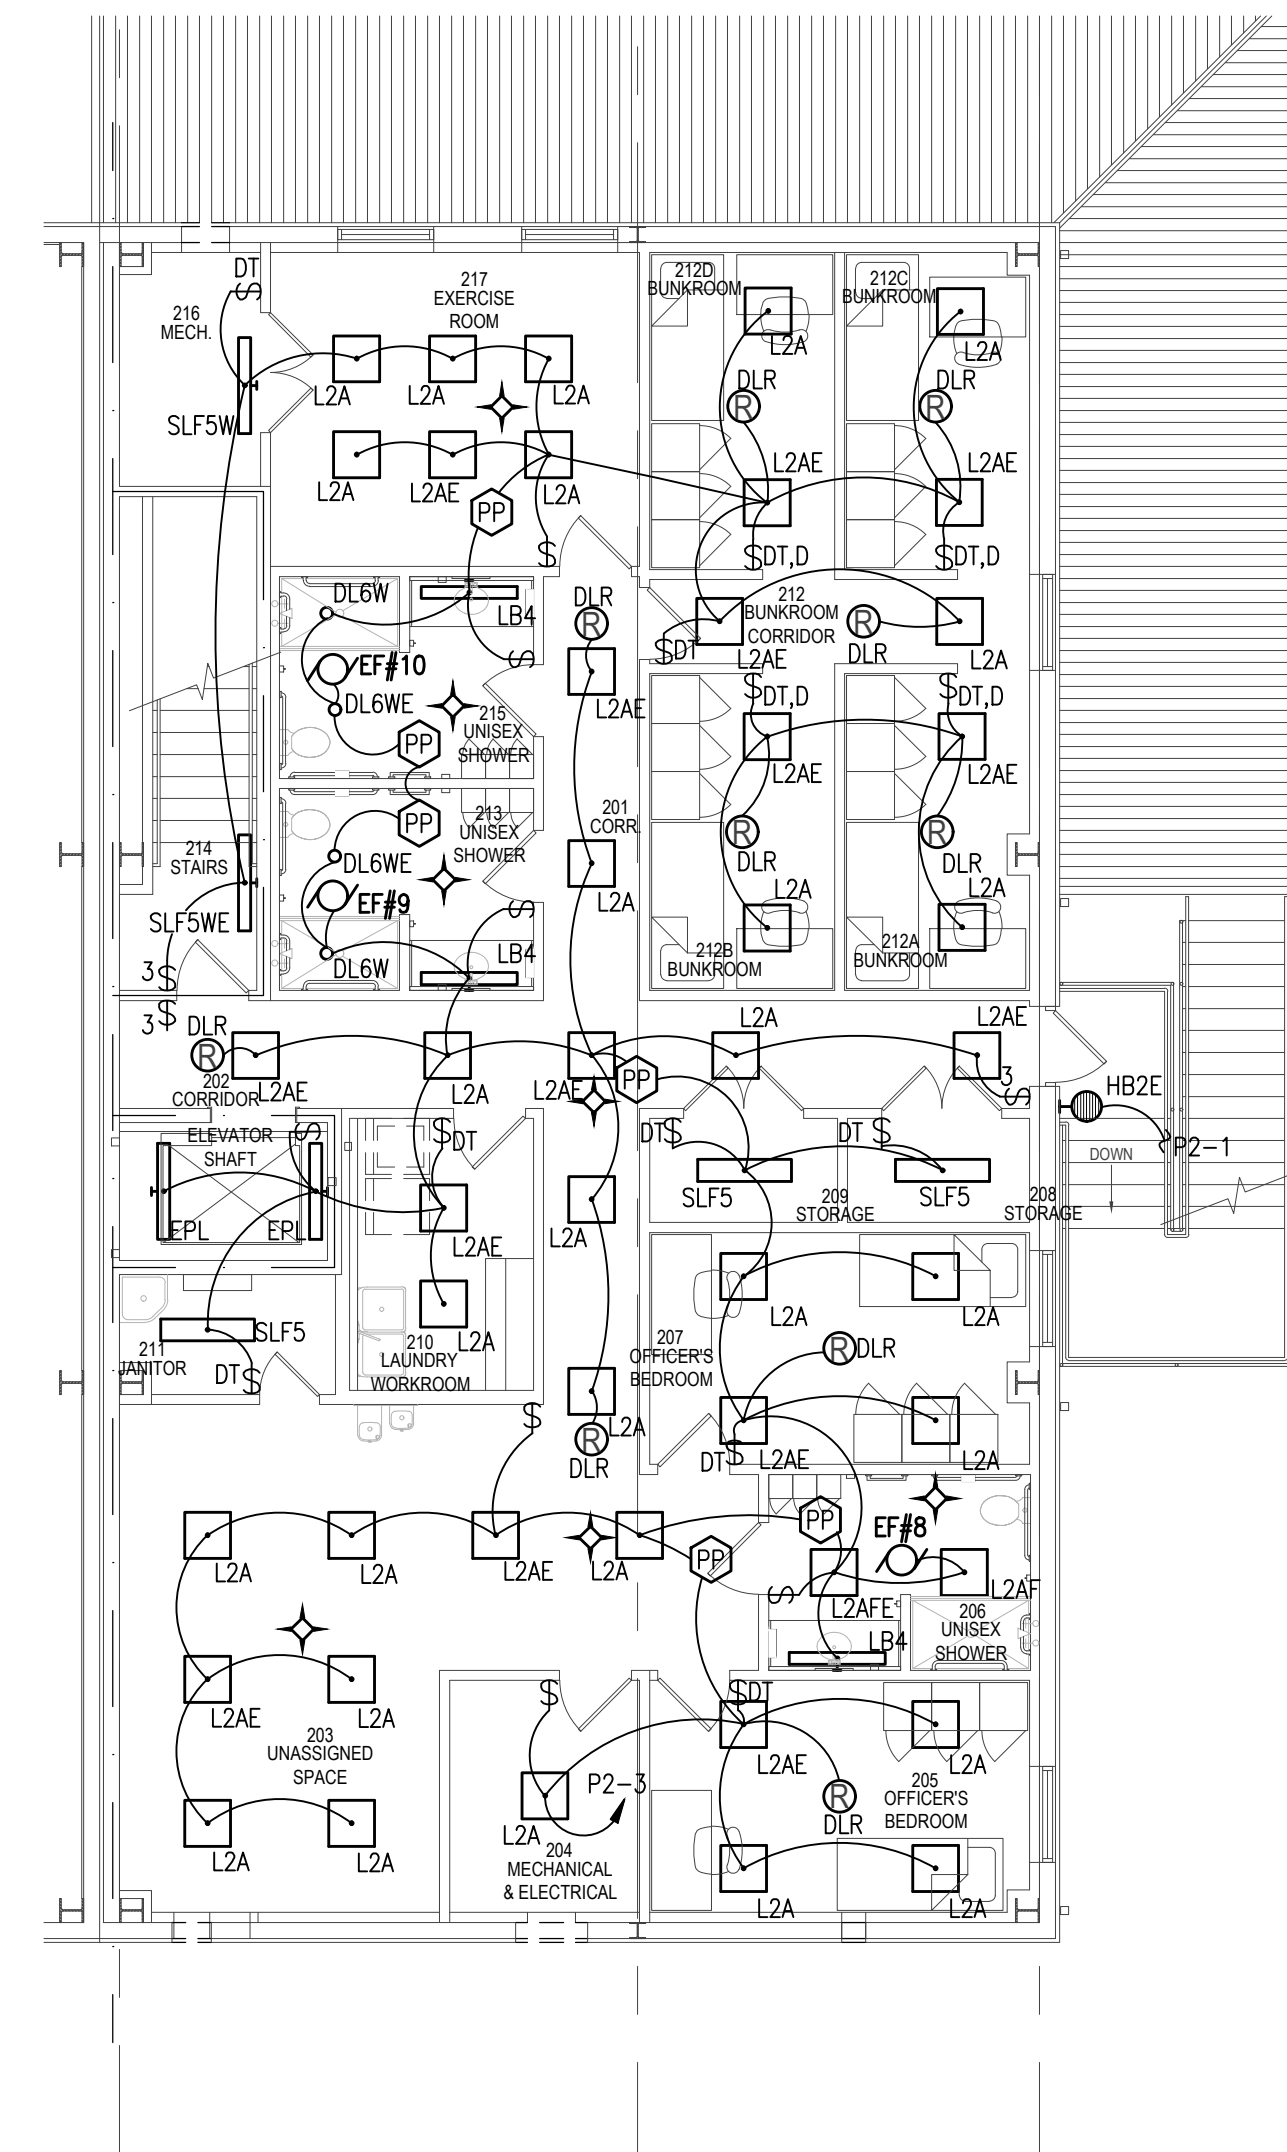 DT
$
216
MECH.
217
EXERCISE
ROOM
212D
BUNKROOM
212C
BUNKROOM
L2A
L2A
L2A
L2A
L2A
DLR
R
DLR
R
SLF5W
L2A
L2AE
L2A
L2AE
L2AE
PP
$
$DT,D
$DT,D
DL6W
LB4
DLR
R
212
BUNKROOM
CORRIDOR
R
DLR
$DT
L2AE
L2A
EF#10
$
DL6WE
L2AE
$DT,D
$DT,D
215
UNISEX
SHOWER
PP
L2AE
L2AE
PP
213
UNISEX
SHOWER
201
CORR.
R
DLR
R
DLR
214
STAIRS
DL6WE
L2A
L2A
L2A
SLF5WE
EF#9
$
212B
BUNKROOM
212A
BUNKROOM
DL6W
LB4
3$
3$
DLR
R
L2A
L2AE
L2AE
L2A
L2AE
PP
3
$
HB2E
202
CORRIDOR
ELEVATOR
SHAFT
$
$
DT
DT$
DT $
P2-1
DOWN
SLF5
SLF5
209
STORAGE
208
STORAGE
EPL
EPL
L2AE
L2A
L2A
L2A
SLF5
211
JANITOR
DT$
L2A
210
LAUNDRY
WORKROOM
207
OFFICER'S
BEDROOM
R
DLR
$
L2A
R
DLR
DT$
L2AE
L2A
L2A
L2A
L2AE
L2A
PP
PP
EF#8
$
L2AFE
L2AF
LB4
206
UNISEX
SHOWER
L2AE
L2A
$
$DT
L2AE
L2A
203
UNASSIGNED
SPACE
P2-3
R
DLR
205
OFFICER'S
BEDROOM
L2A
L2A
L2A
204
MECHANICAL
& ELECTRICAL
L2A
L2A